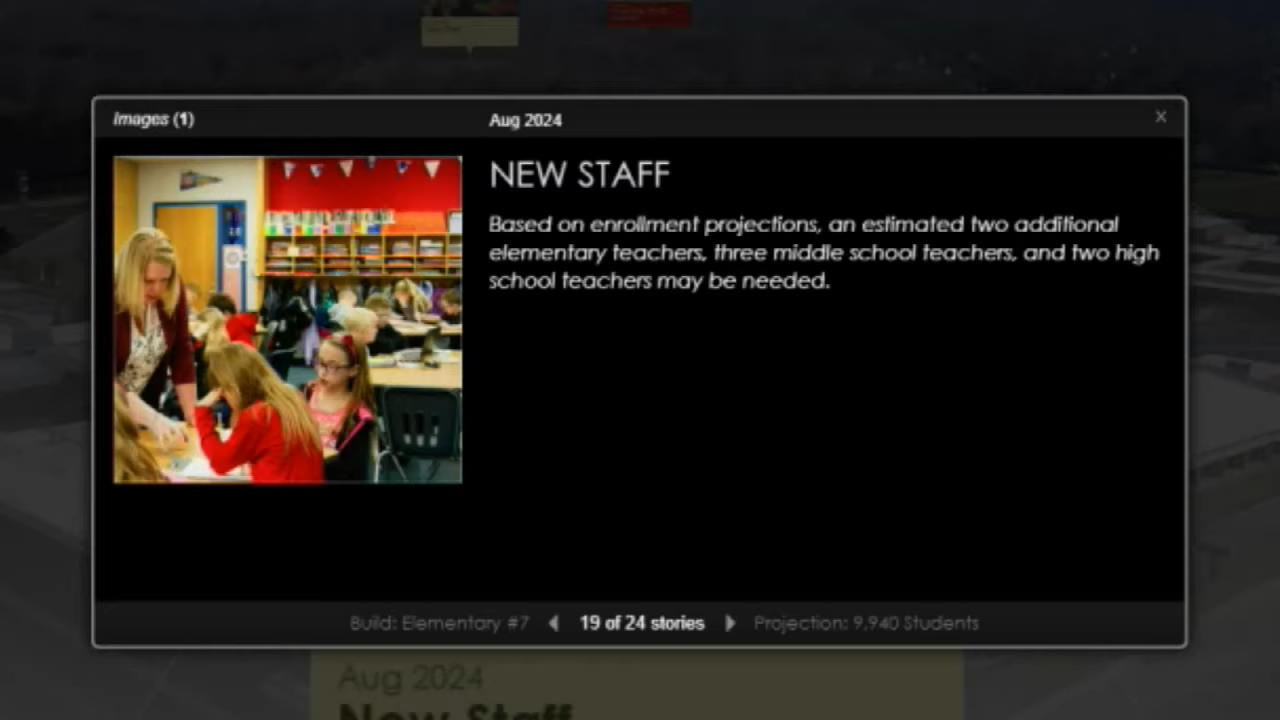 Images (1)
Aug 2024
X
NEW STAFF
Based on enrollment projections, an estimated two additional
elementary teachers, three middle school teachers, and two high
school teachers may be needed.
Build: Elementary #7
19 of 24 stories
Projection: 9,940 Students
Aug 2024
New Staff